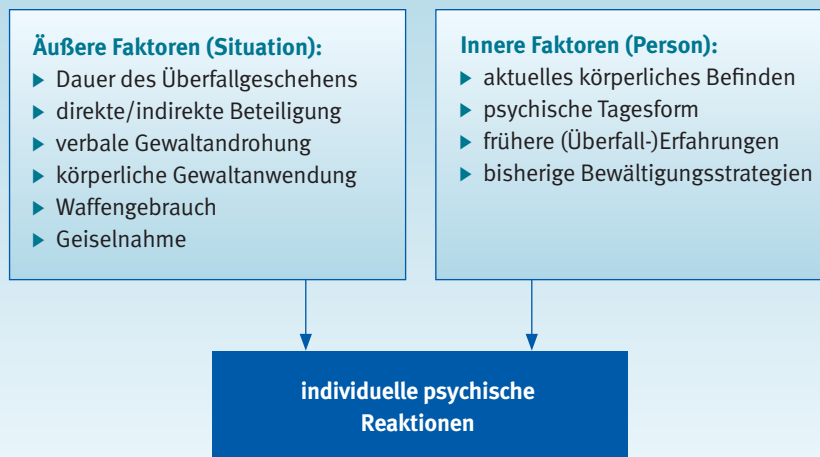 Äußere Faktoren (Situation):
▶ Dauer des Überfallgeschehens
▶ direkte/indirekte Beteiligung
▶ verbale Gewaltandrohung
▶ körperliche Gewaltanwendung
▶ Waffengebrauch
▶ Geiselnahme
Innere Faktoren (Person):
▶ aktuelles körperliches Befinden
▶ psychische Tagesform
▶ frühere (Überfall-)Erfahrungen
▶ bisherige Bewältigungsstrategien
individuelle psychische
Reaktionen